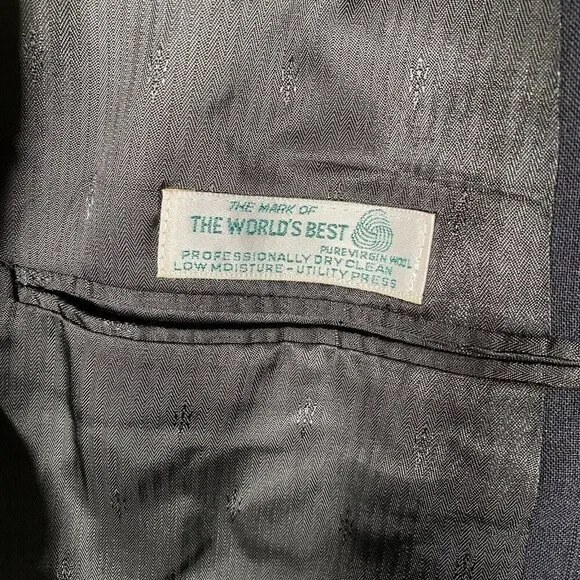 THE MARK OF
THE WORLD'S BEST
PURE VIRGIN WOOL
PROFESSIONALLY DRY CLEAN
LOW MOISTURE - UTILITY PRESS